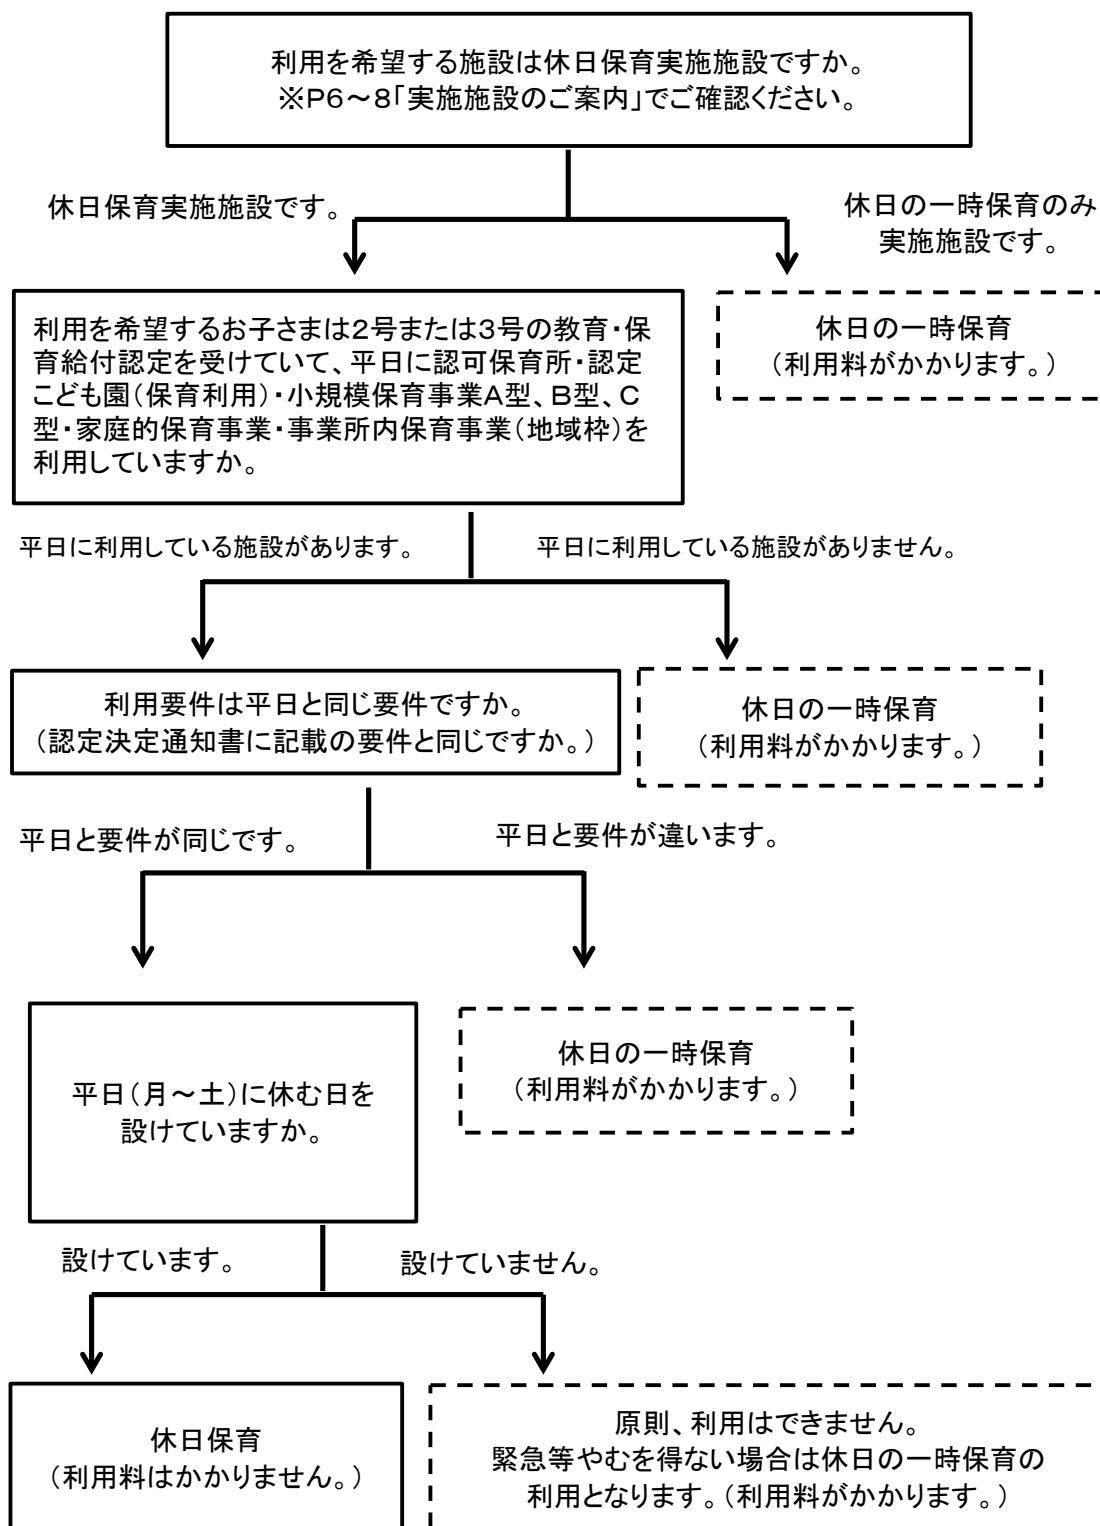 利用を希望する施設は休日保育実施施設ですか。
※P6～8「実施施設のご案内」でご確認ください。
休日保育実施施設です。
休日の一時保育のみ
実施施設です。
利用を希望するお子さまは2号または3号の教育・保
育給付認定を受けていて、平日に認可保育所・認定
こども園（保育利用）・小規模保育事業A型、B型、C
型・家庭的保育事業・事業所内保育事業（地域枠）を
利用していますか。
休日の一時保育
（利用料がかかります。）
平日に利用している施設があります。
平日に利用している施設がありません。
利用要件は平日と同じ要件ですか。
（認定決定通知書に記載の要件と同じですか。）
休日の一時保育
（利用料がかかります。）
平日と要件が同じです。
平日と要件が違います。
平日（月～土）に休む日を
設けていますか。
休日の一時保育
（利用料がかかります。）
設けています。
設けていません。
休日保育
（利用料はかかりません。）
原則、利用はできません。
緊急等やむを得ない場合は休日の一時保育の
利用となります。（利用料がかかります。）